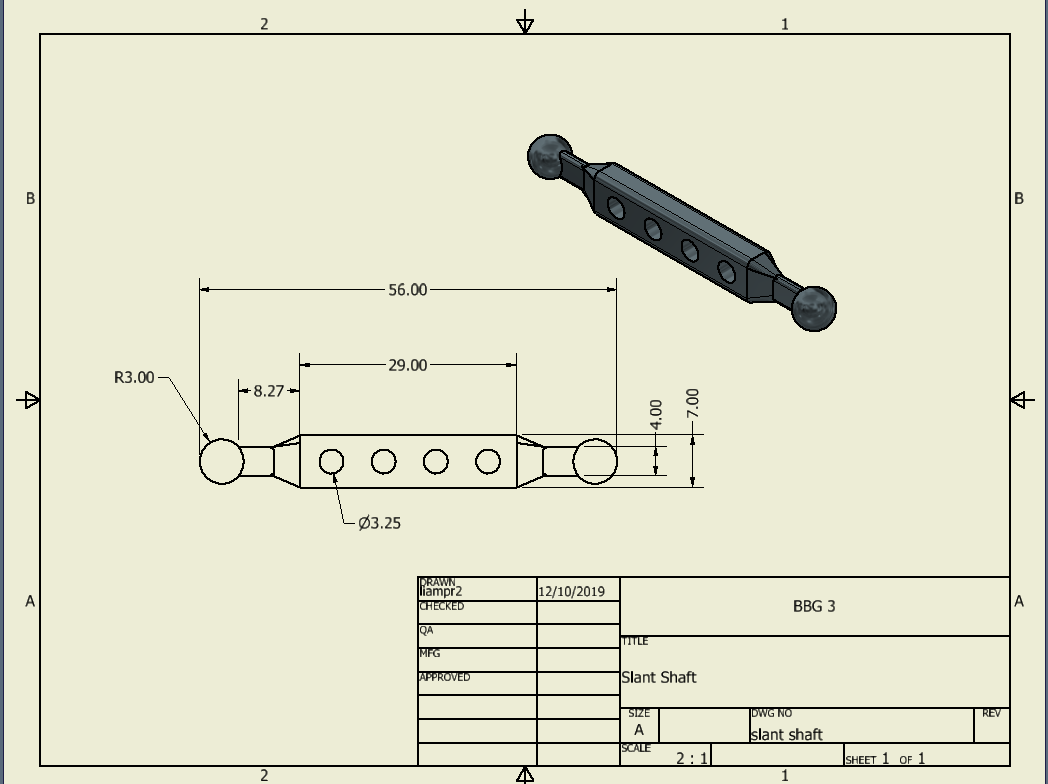 2
1
B
B
56.00
29.00
R3.00
8.27
4.00
7.00
Ø3.25
A
A
DRAWN
liampr2
12/10/2019
CHECKED
QA
MFG
APPROVED
BBG 3
TITLE
Slant Shaft
SIZE
A
DWG NO
slant shaft
REV
SCALE
2 : 1
SHEET 1 OF 1
2
1